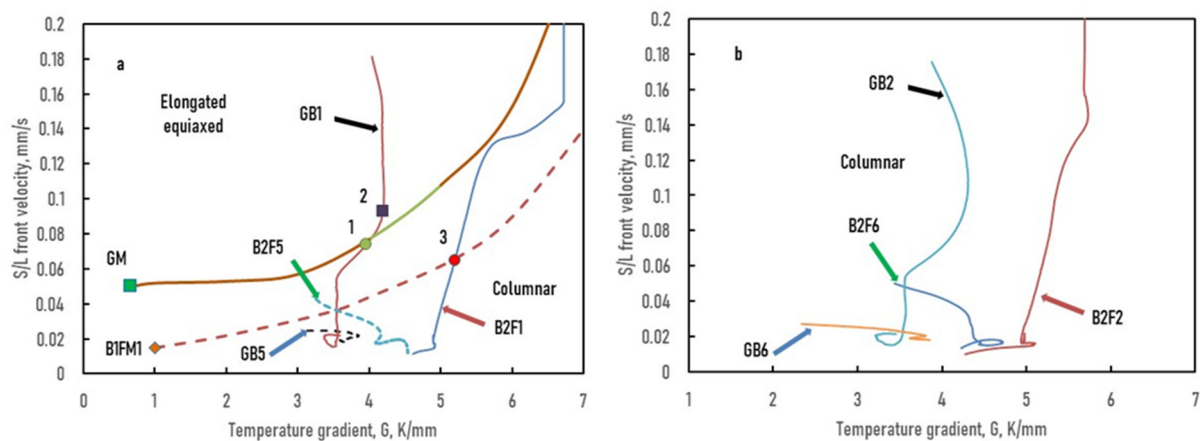 a
Elongated
equiaxed
GB1
2
1
GM
B2F5
3
Columnar
B1FM1
GB5
B2F1
0.2
0.18
0.16
0.14
0.12
0.1
0.08
0.06
0.04
0.02
0
0 1 2 3 4 5 6 7
S/L front velocity, mm/s
Temperature gradient, G, K/mm
b
GB2
Columnar
B2F6
GB6
B2F2
0.2
0.18
0.16
0.14
0.12
0.1
0.08
0.06
0.04
0.02
0
1 2 3 4 5 6 7
S/L front velocity, mm/s
Temperature gradient, G, K/mm